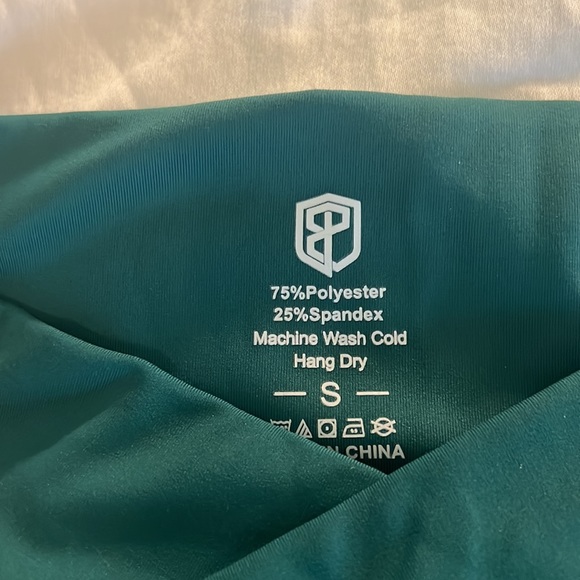 75%Polyester
25%Spandex
Machine Wash Cold
Hang Dry
S
CHINA